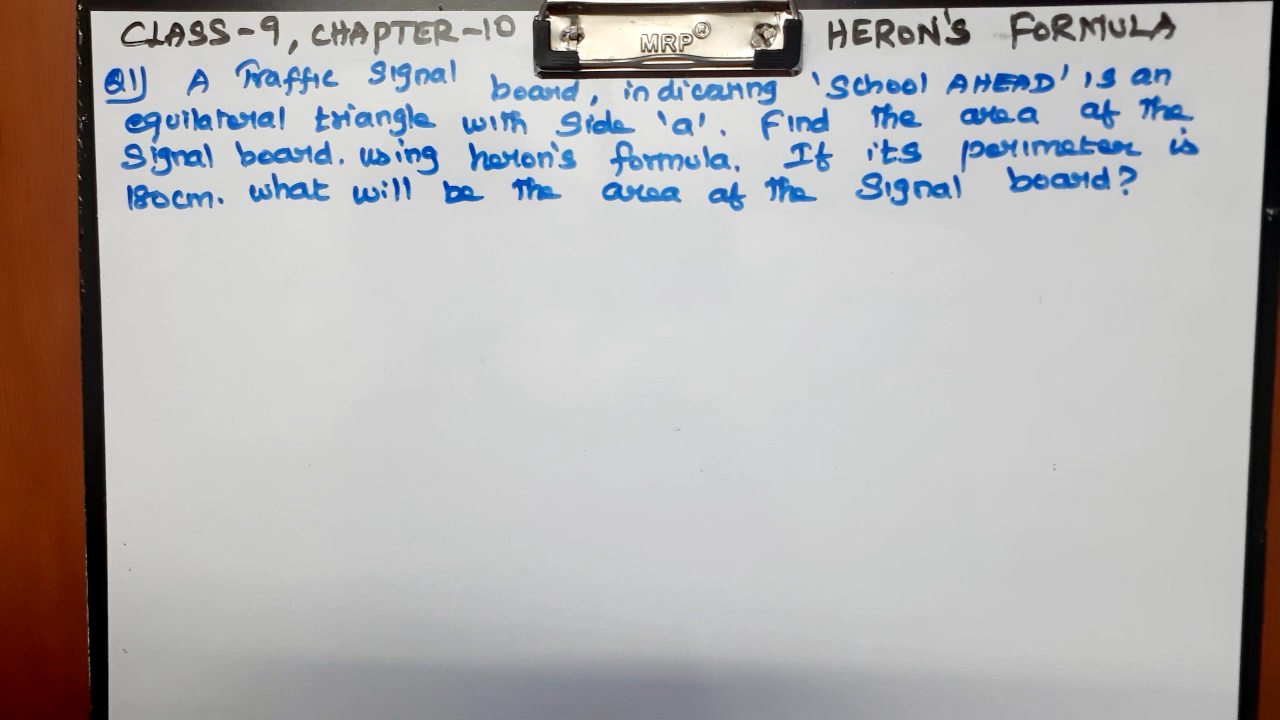 CLASS-9, CHAPTER-10 MRP® HERON'S FORMULA
Q1) A Traffic Signal board, indicating 'School AHEAD' is an
equilateral triangle with Side 'a'. Find the area of the
Signal board. using heron's formula. If its perimeter is
180cm. what will be the area of the Signal board?